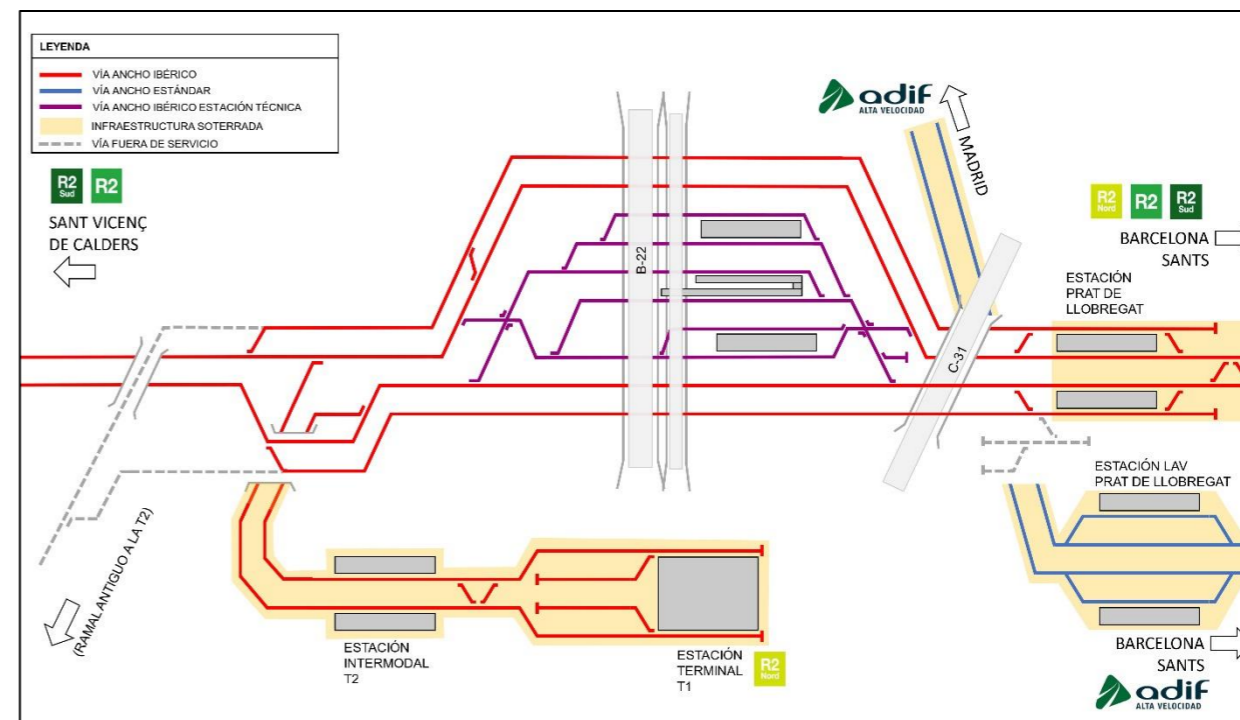 LEYENDA
VÍA ANCHO IBÉRICO
VÍA ANCHO ESTÁNDAR
VÍA ANCHO IBÉRICO ESTACIÓN TÉCNICA
INFRAESTRUCTURA SOTERRADA
VÍA FUERA DE SERVICIO
R2
Sud
R2
SANT VICENÇ
DE CALDERS
B-22
adif
ALTA VELOCIDAD
MADRID
R2
Nord
R2
R2
Sud
BARCELONA
SANTS
ESTACIÓN
PRAT DE
LLOBREGAT
C-31
ESTACIÓN LAV
PRAT DE LLOBREGAT
(RAMAL ANTIGUO A LA T2)
ESTACIÓN
INTERMODAL
T2
ESTACIÓN
TERMINAL
T1
R2
Nord
BARCELONA
SANTS
adif
ALTA VELOCIDAD